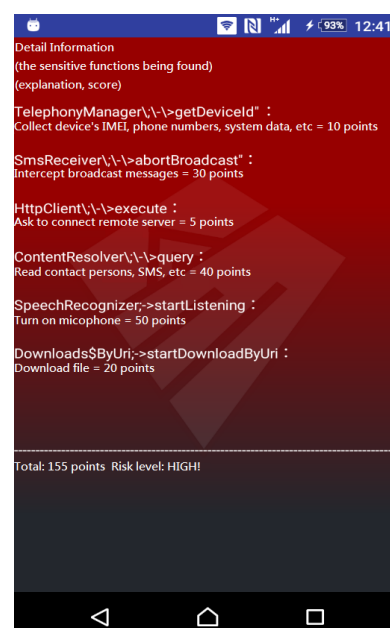 H+ 93% 12:41
Detail Information
(the sensitive functions being found)
(explanation, score)
TelephonyManager\;\-\>getDeviceId"：
Collect device's IMEI, phone numbers, system data, etc = 10 points
SmsReceiver\;\-\>abortBroadcast"：
Intercept broadcast messages = 30 points
HttpClient\;\-\>execute：
Ask to connect remote server = 5 points
ContentResolver\;\-\>query：
Read contact persons, SMS, etc = 40 points
SpeechRecognizer;->startListening：
Turn on micophone = 50 points
Downloads$ByUri;->startDownloadByUri：
Download file = 20 points
Total: 155 points Risk level: HIGH!